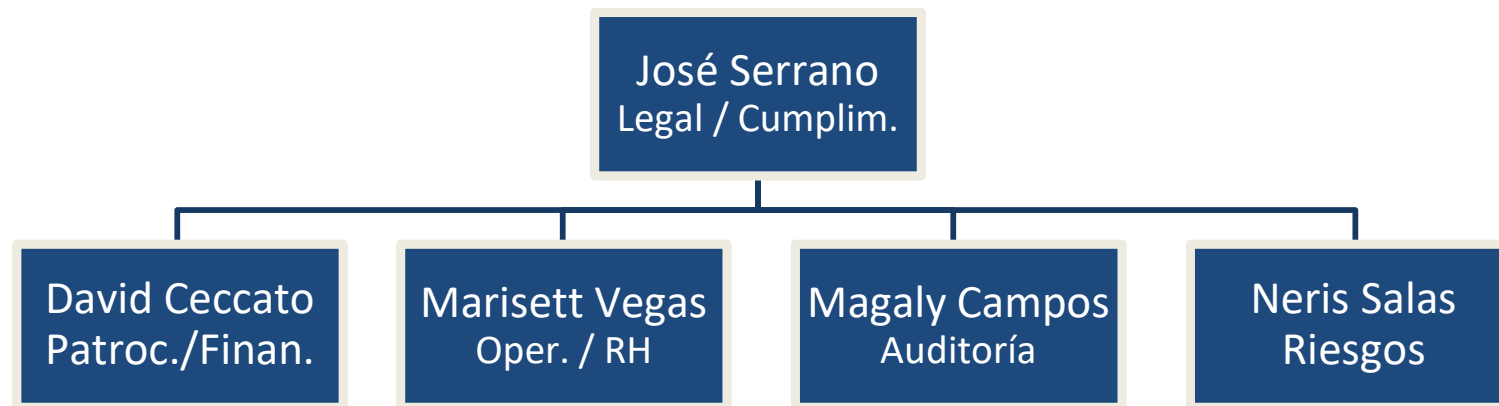 José Serrano
Legal / Cumplim.
David Ceccato
Patroc./Finan.
Marisett Vegas
Oper. / RH
Magaly Campos
Auditoría
Neris Salas
Riesgos